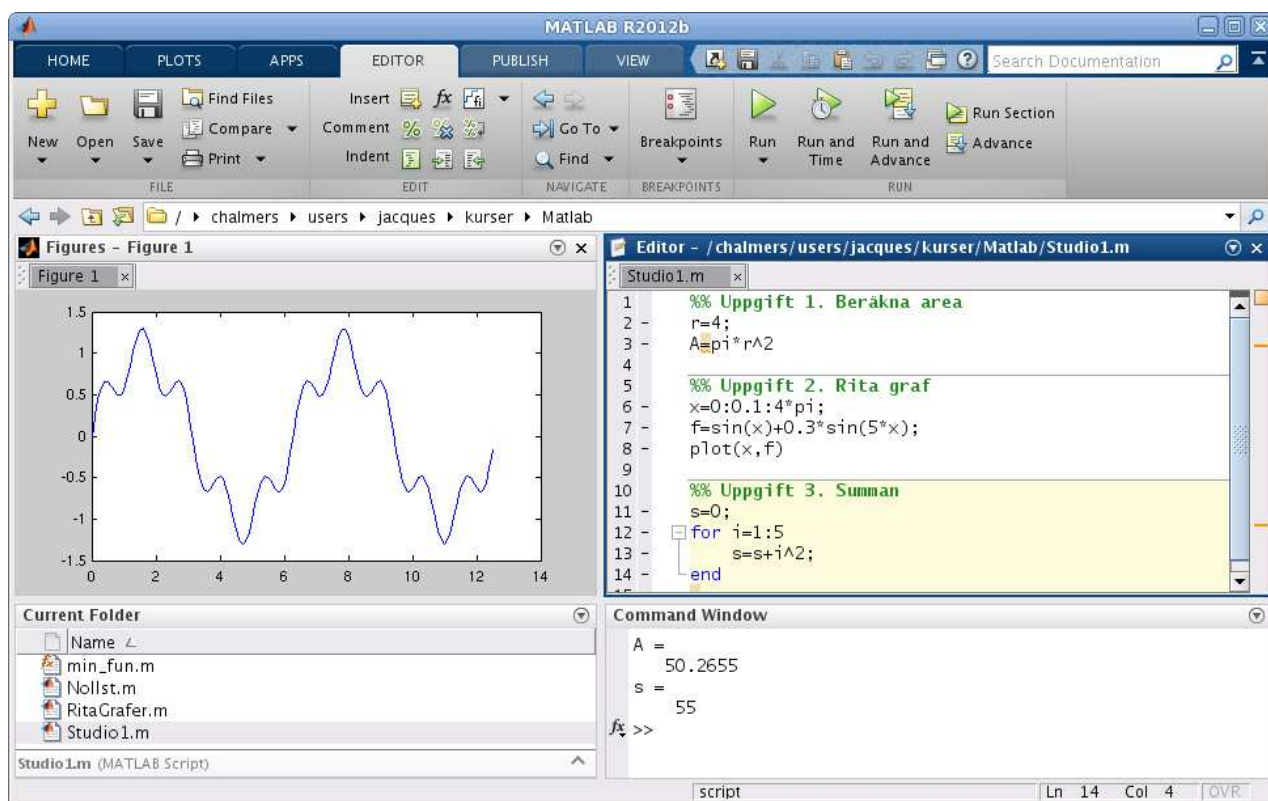 MATLAB R2012b
HOME PLOTS APPS EDITOR PUBLISH VIEW Search Documentation
New Open Save Find Files Compare Print
FILE
Insert fx fi
Comment % % %
Indent
EDIT
Go To
Find
NAVIGATE
Breakpoints
BREAKPOINTS
Run Run and Time Run and Advance Run Section Advance
RUN
/ chalmers users jacques kurser Matlab
Figures - Figure 1
Figure 1
1.5
1
0.5
0
-0.5
-1
-1.5
0 2 4 6 8 10 12 14
Editor - /chalmers/users/jacques/kurser/Matlab/Studio1.m
Studio1.m
1 %% Uppgift 1. Beräkna area
2 - r=4;
3 - A=pi*r^2
4
5 %% Uppgift 2. Rita graf
6 - x=0:0.1:4*pi;
7 - f=sin(x)+0.3*sin(5*x);
8 - plot(x,f)
9
10 %% Uppgift 3. Summan
11 - s=0;
12 - for i=1:5
13 - s=s+i^2;
14 - end
Current Folder
Name
min_fun.m
Nollst.m
RitaGrafer.m
Studio1.m
Studio1.m (MATLAB Script)
Command Window
A =
50.2655
s =
55
fx >>
script Ln 14 Col 4 OVR